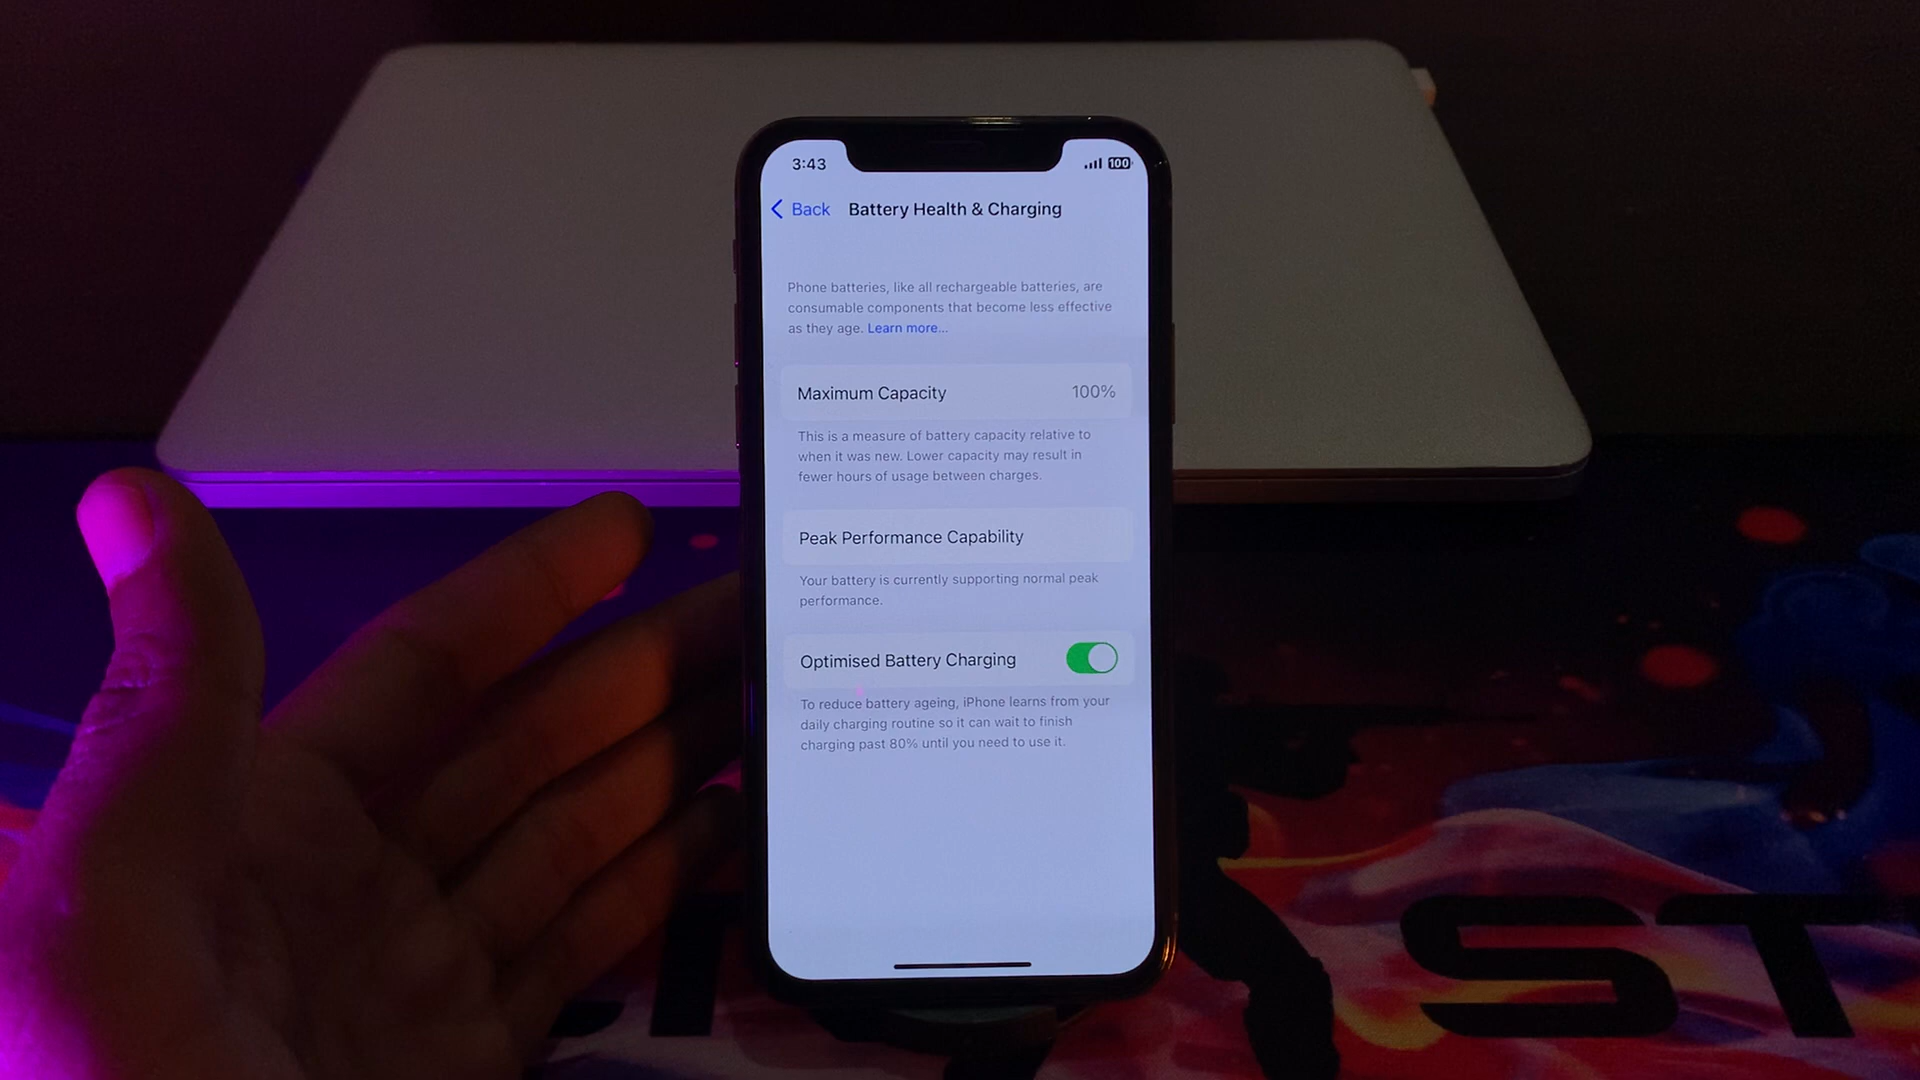 3:43
100
Back Battery Health & Charging
Phone batteries, like all rechargeable batteries, are
consumable components that become less effective
as they age. Learn more...
Maximum Capacity 100%
This is a measure of battery capacity relative to
when it was new. Lower capacity may result in
fewer hours of usage between charges.
Peak Performance Capability
Your battery is currently supporting normal peak
performance.
Optimised Battery Charging
To reduce battery ageing, iPhone learns from your
daily charging routine so it can wait to finish
charging past 80% until you need to use it.
ST